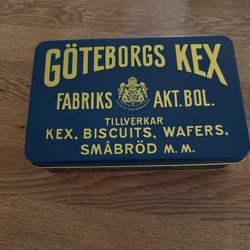 GÖTEBORGS KEX
FABRIKS AKT. BOL.
TILLVERKAR
KEX, BISCUITS, WAFERS,
SMÅBRÖD M.M.